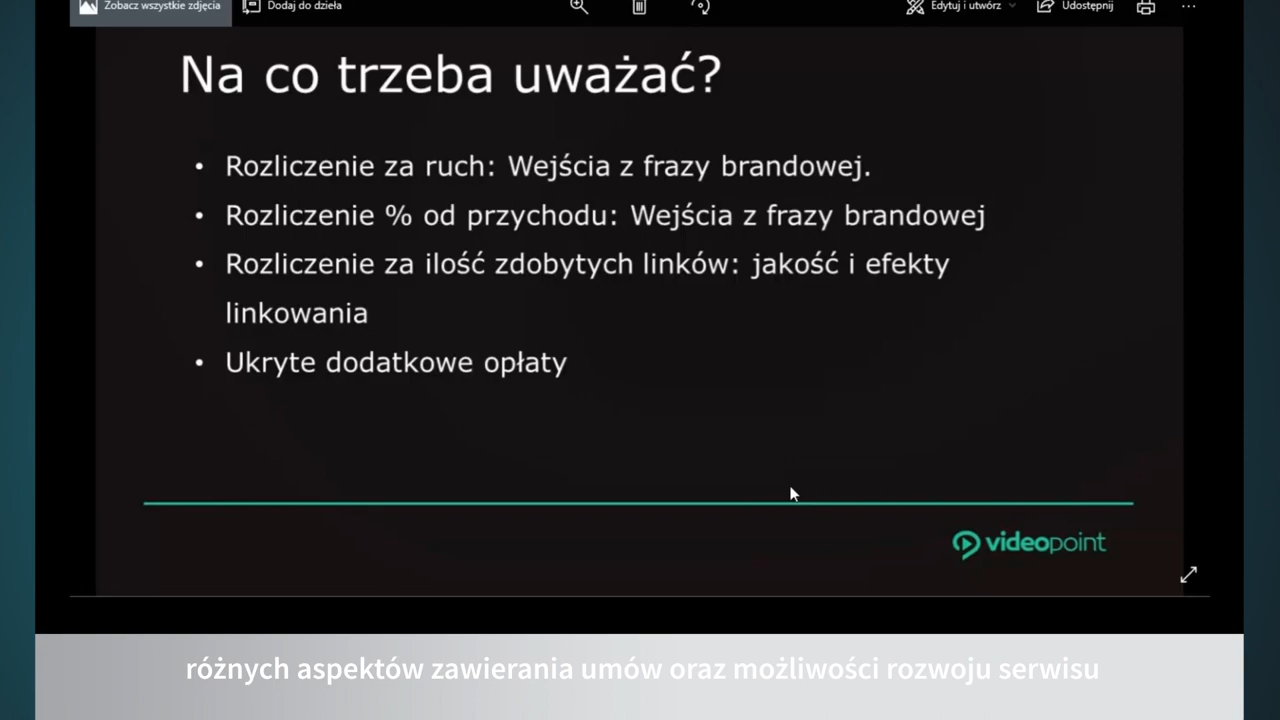 Zobacz wszystkie zdjęcia Dodaj do dzieła Edytuj i utwórz Udostępnij
Na co trzeba uważać?
• Rozliczenie za ruch: Wejścia z frazy brandowej.
• Rozliczenie % od przychodu: Wejścia z frazy brandowej
• Rozliczenie za ilość zdobytych linków: jakość i efekty
linkowania
• Ukryte dodatkowe opłaty
videopoint
różnych aspektów zawierania umów oraz możliwości rozwoju serwisu